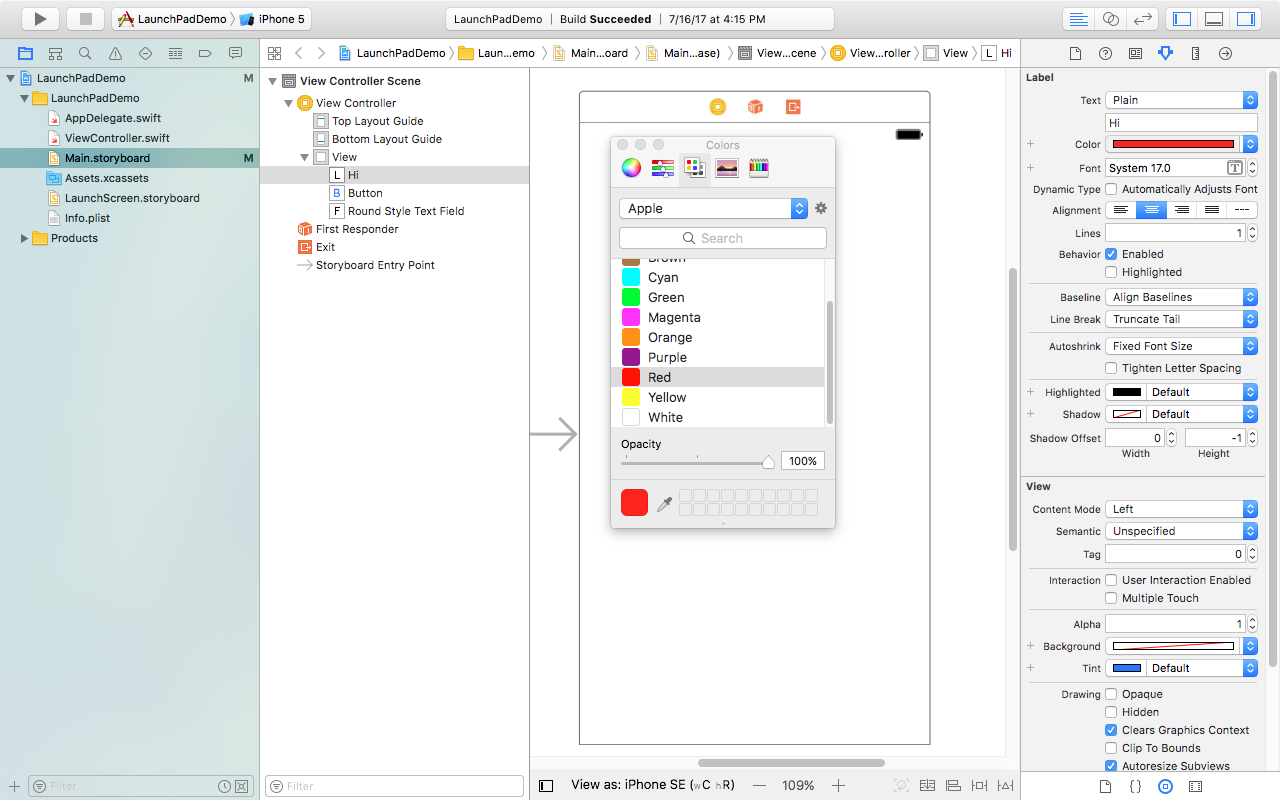 LaunchPadDemo iPhone 5
LaunchPadDemo | Build Succeeded | 7/16/17 at 4:15 PM
LaunchPadDemo M
LaunchPadDemo
AppDelegate.swift
ViewController.swift
Main.storyboard M
Assets.xcassets
LaunchScreen.storyboard
Info.plist
Products
Filter
LaunchPadDemo Laun...emo Main...oard Main...ase) View...cene View...roller View L Hi
View Controller Scene
View Controller
Top Layout Guide
Bottom Layout Guide
View
L Hi
B Button
F Round Style Text Field
First Responder
Exit
Storyboard Entry Point
Filter
Colors
Apple
Search
Brown
Cyan
Green
Magenta
Orange
Purple
Red
Yellow
White
Opacity
100%
View as: iPhone SE (wC hR) — 109% +
Label
Text Plain
Hi
Color
Font System 17.0 T
Dynamic Type Automatically Adjusts Font
Alignment
Lines 1
Behavior Enabled
Highlighted
Baseline Align Baselines
Line Break Truncate Tail
Autoshrink Fixed Font Size
Tighten Letter Spacing
+ Highlighted Default
+ Shadow Default
Shadow Offset 0 -1
Width Height
View
Content Mode Left
Semantic Unspecified
Tag 0
Interaction User Interaction Enabled
Multiple Touch
Alpha 1
+ Background
+ Tint Default
Drawing Opaque
Hidden
Clears Graphics Context
Clip To Bounds
Autoresize Subviews